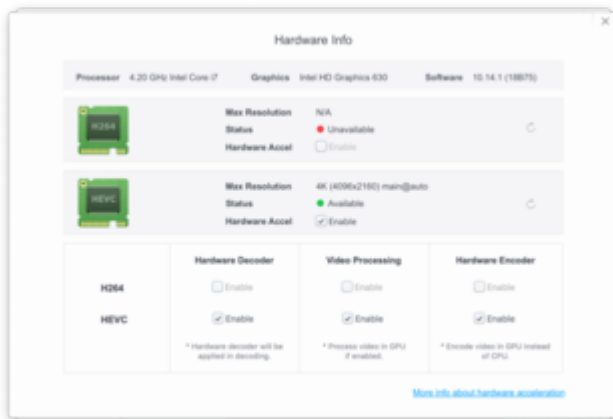 Hardware Info
Processor 4.20 GHz Intel Core i7 Graphics Intel HD Graphics 630 Software 10.14.1 (18B75)
H264
Max Resolution N/A
Status Unavailable
Hardware Accel Enable
HEVC
Max Resolution 4K (4096x2160) main@auto
Status Available
Hardware Accel Enable
Hardware Decoder Video Processing Hardware Encoder
H264 Enable Enable Enable
HEVC Enable Enable Enable
* Hardware decoder will be * Process video in GPU * Encode video in GPU instead
applied in decoding. if enabled. of CPU.
More info about hardware acceleration